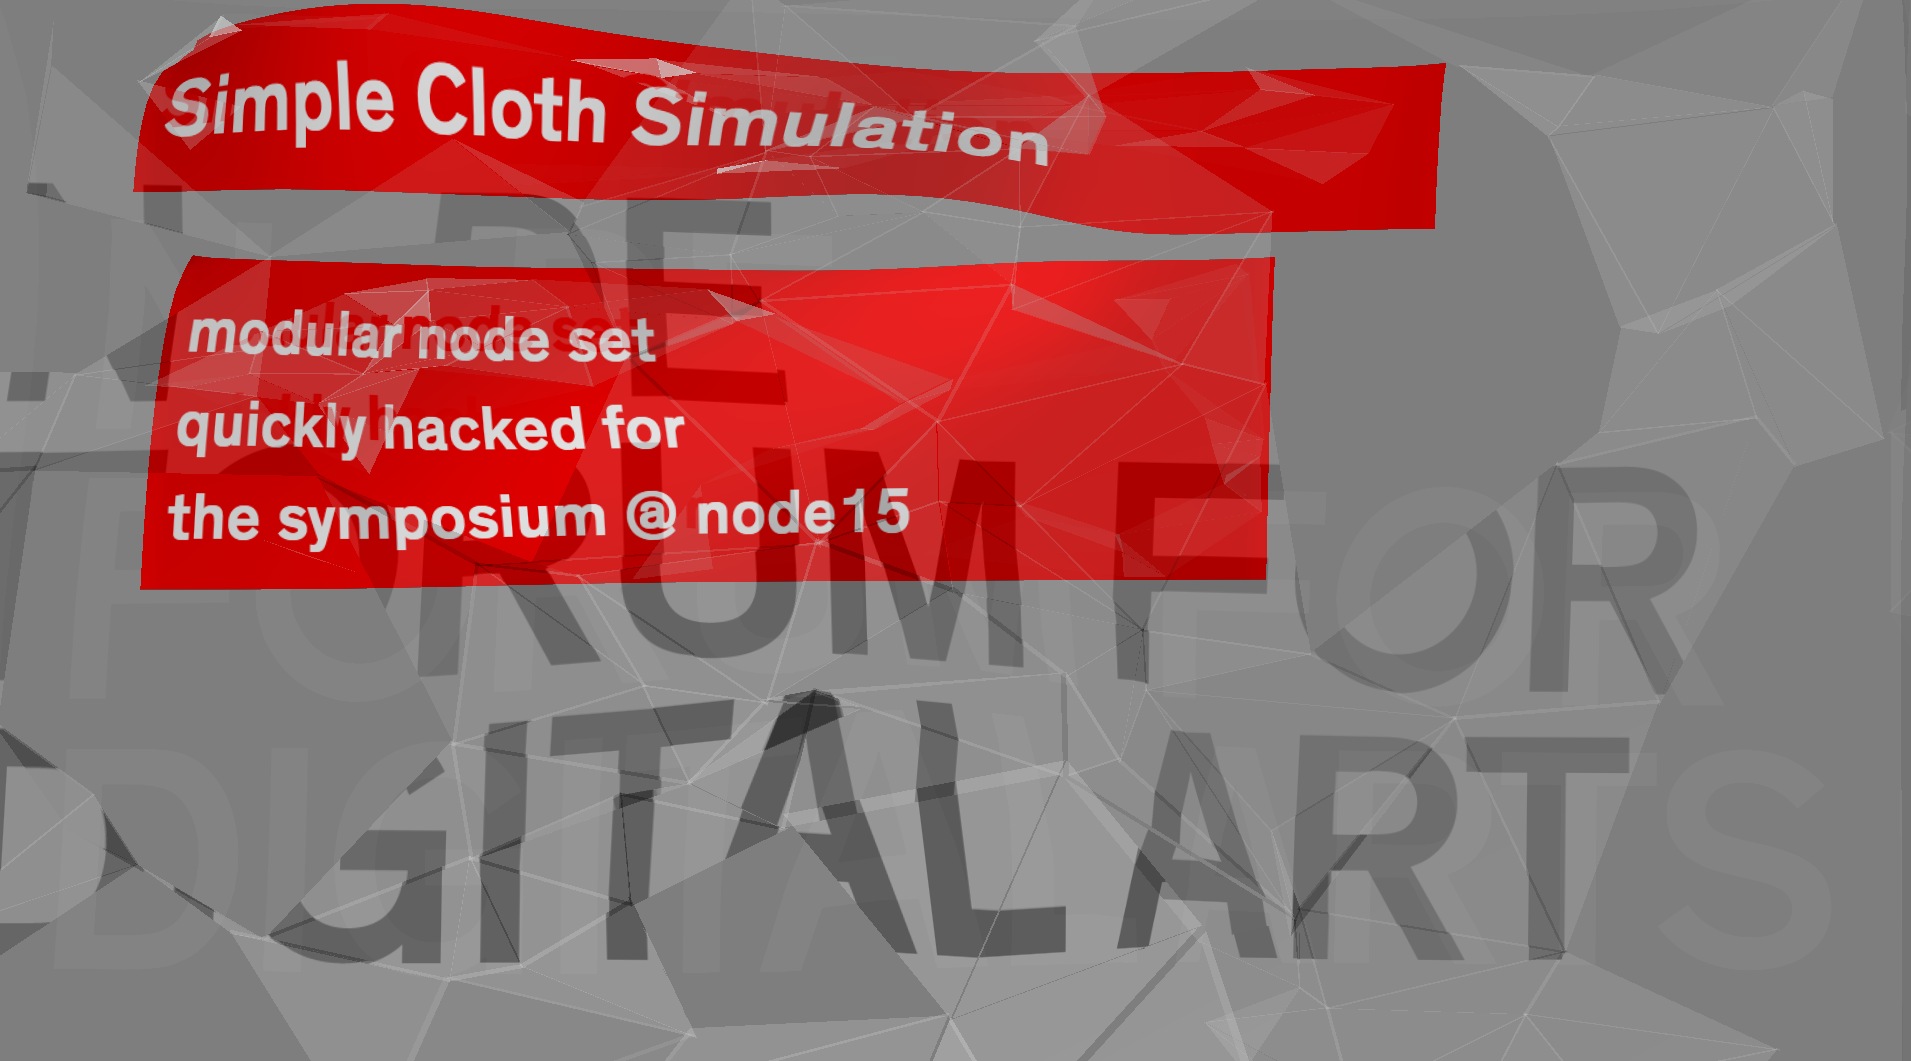 Simple Cloth Simulation
modular node set
quickly hacked for
the symposium @ node15
FORUM FOR
DIGITAL ARTS